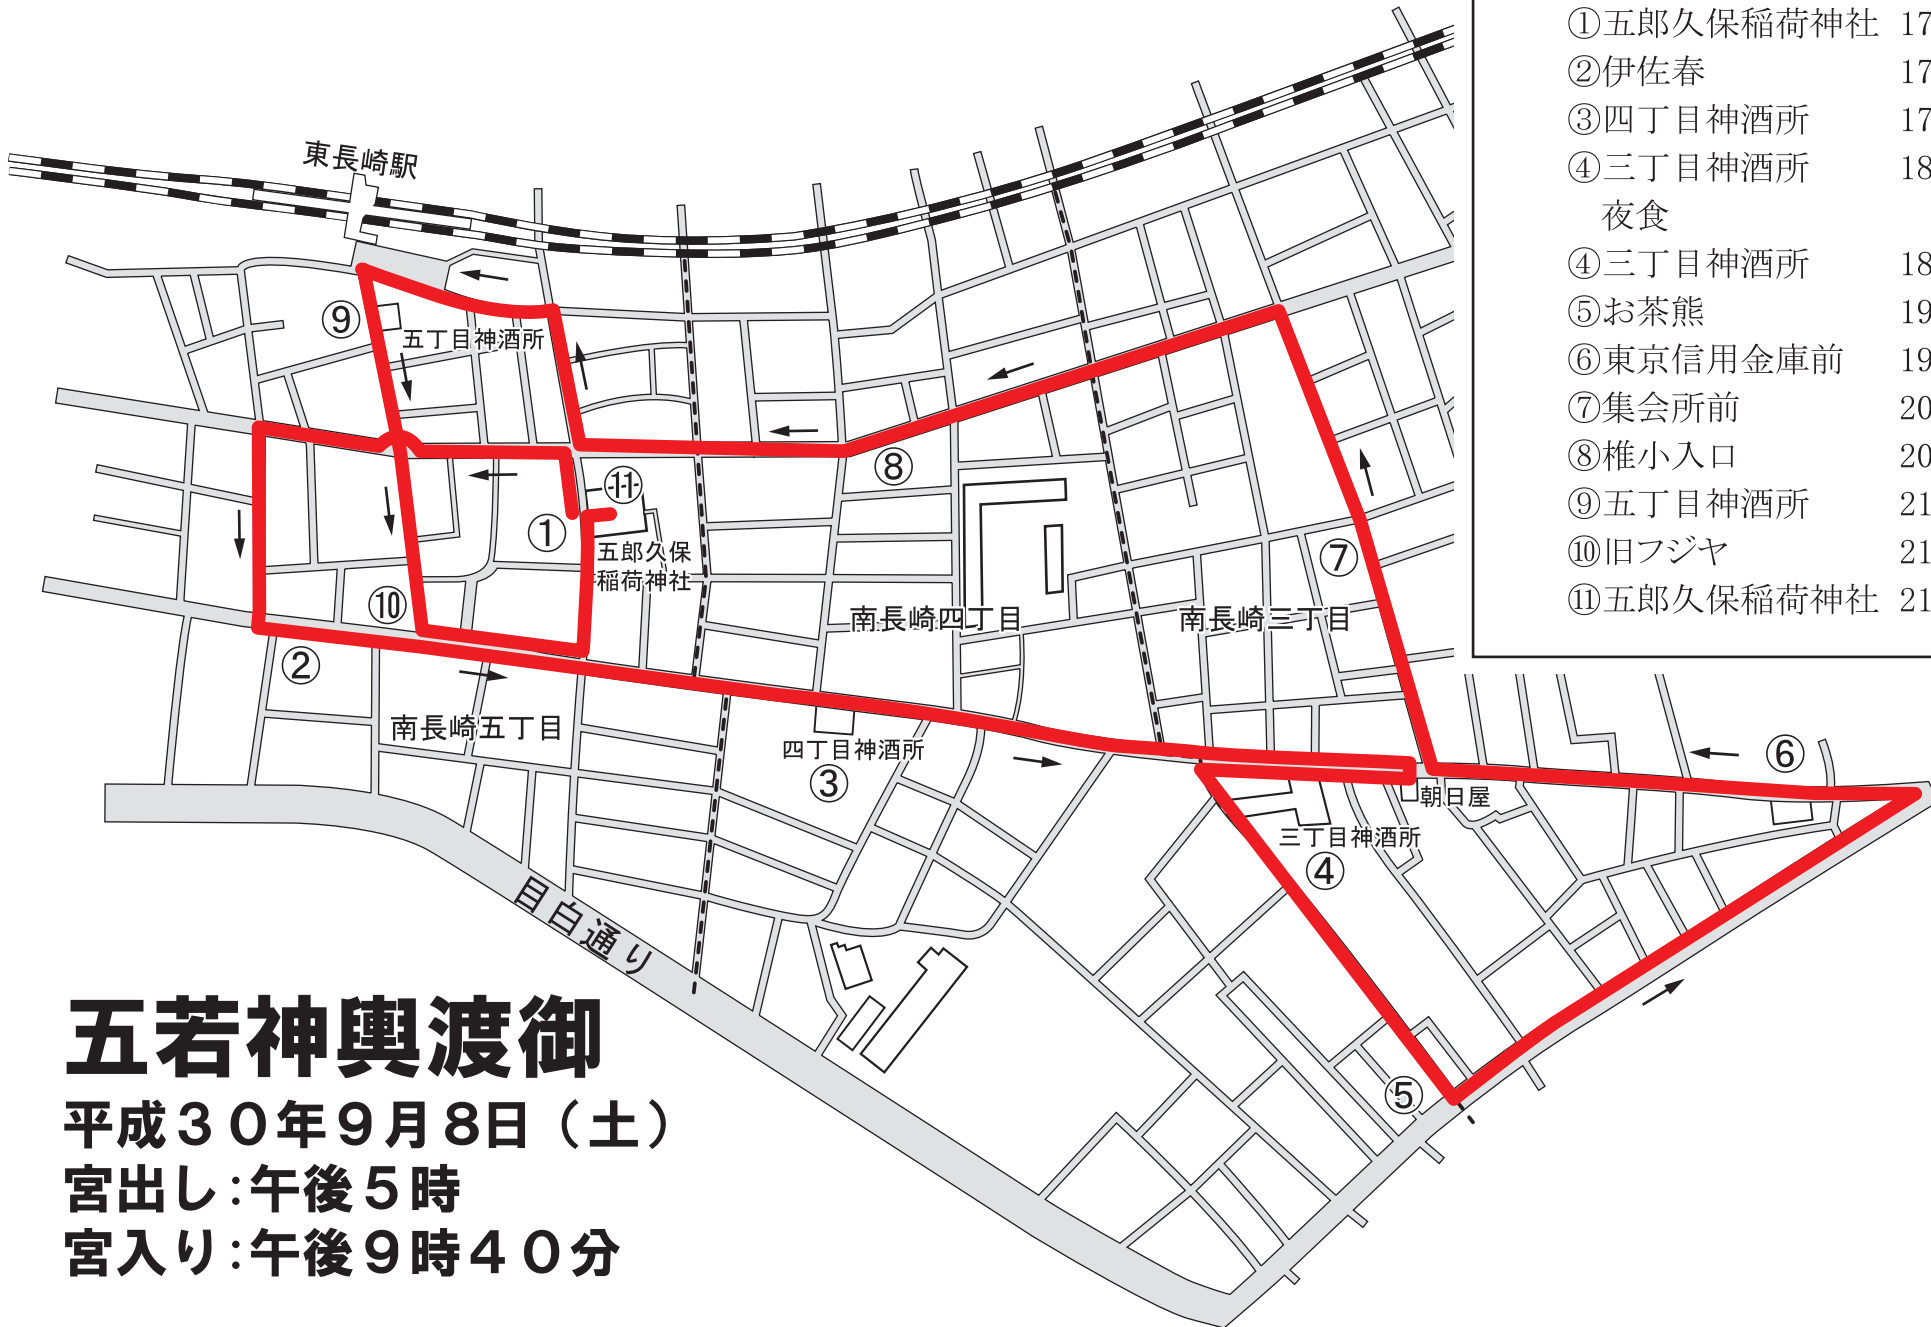 ①五郎久保稲荷神社 17
②伊佐春 17
③四丁目神酒所 17
④三丁目神酒所 18
夜食
④三丁目神酒所 18
⑤お茶熊 19
⑥東京信用金庫前 19
⑦集会所前 20
⑧椎小入口 20
⑨五丁目神酒所 21
⑩旧フジヤ 21
⑪五郎久保稲荷神社 21
東長崎駅
⑨
五丁目神酒所
⑧
⑪
①
五郎久保
稲荷神社
⑦
⑩
南長崎四丁目
南長崎三丁目
②
南長崎五丁目
四丁目神酒所
③
⑥
朝日屋
三丁目神酒所
④
目白通り
⑤
五若神輿渡御
平成30年9月8日（土）
宮出し：午後5時
宮入り：午後9時40分